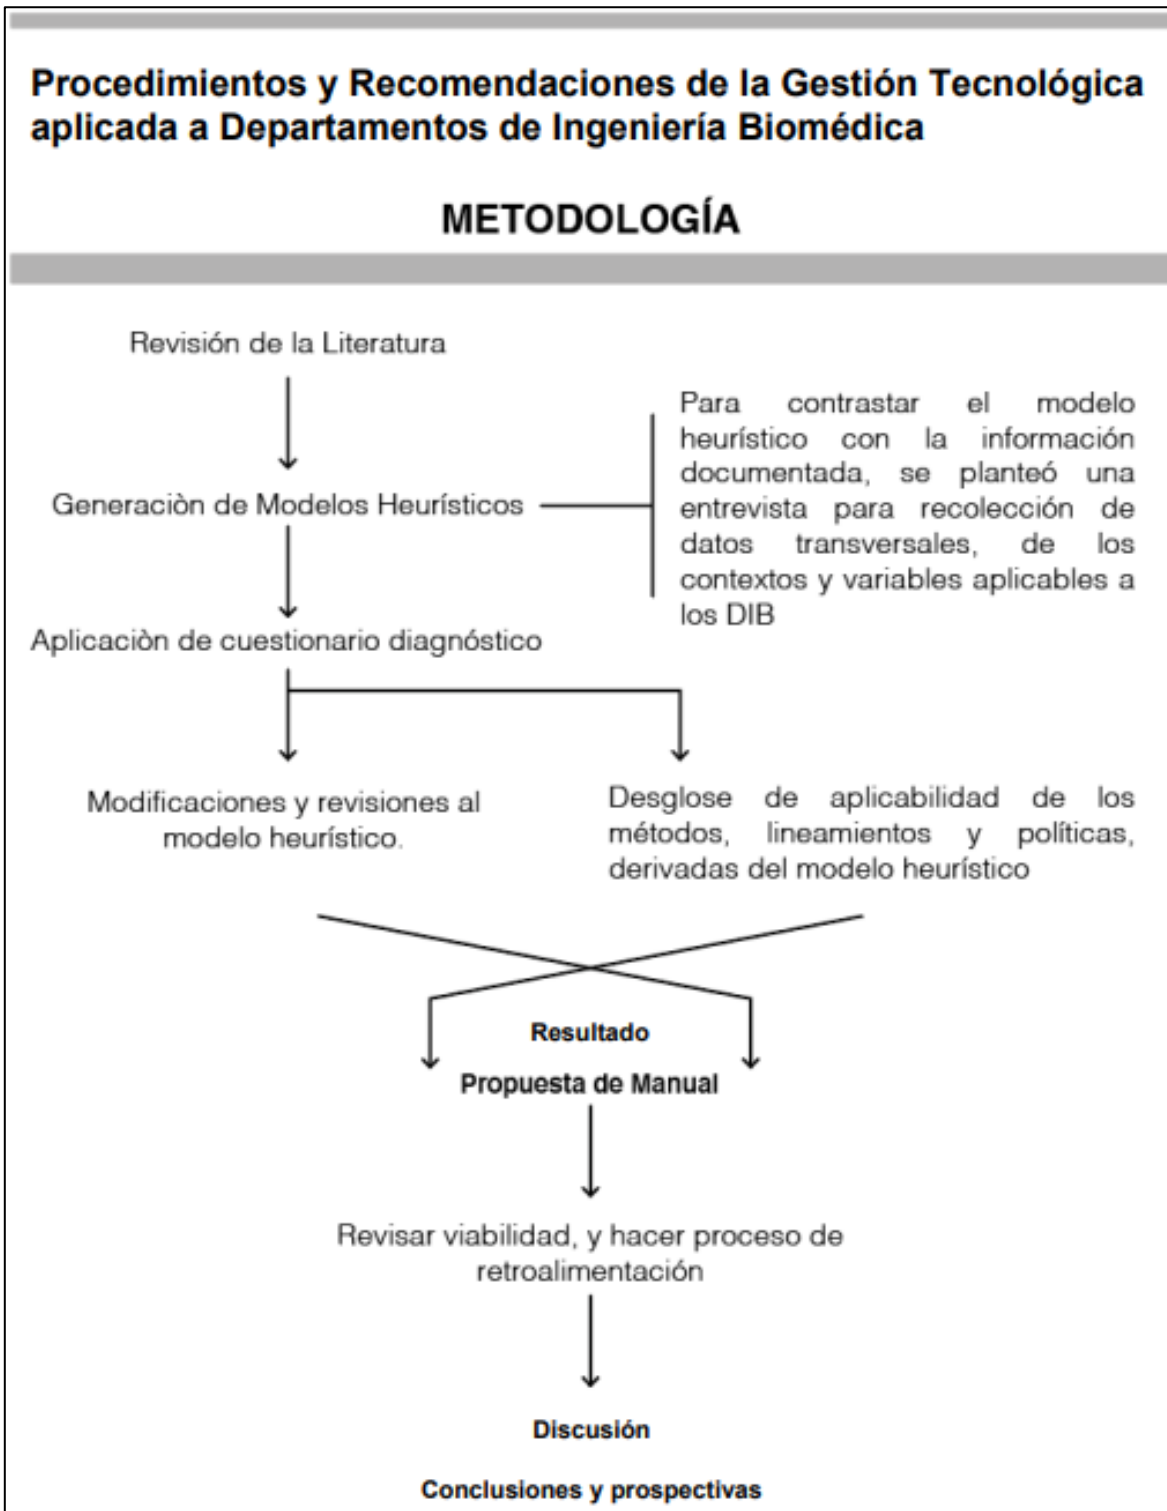 Procedimientos y Recomendaciones de la Gestión Tecnológica
aplicada a Departamentos de Ingeniería Biomédica
METODOLOGÍA
Revisión de la Literatura
Generaciòn de Modelos Heurísticos
Para contrastar el modelo
heurístico con la información
documentada, se planteó una
entrevista para recolección de
datos transversales, de los
contextos y variables aplicables a
los DIB
Aplicaciòn de cuestionario diagnóstico
Modificaciones y revisiones al
modelo heurístico.
Desglose de aplicabilidad de los
métodos, lineamientos y políticas,
derivadas del modelo heurístico
Resultado
Propuesta de Manual
Revisar viabilidad, y hacer proceso de
retroalimentación
Discusión
Conclusiones y prospectivas